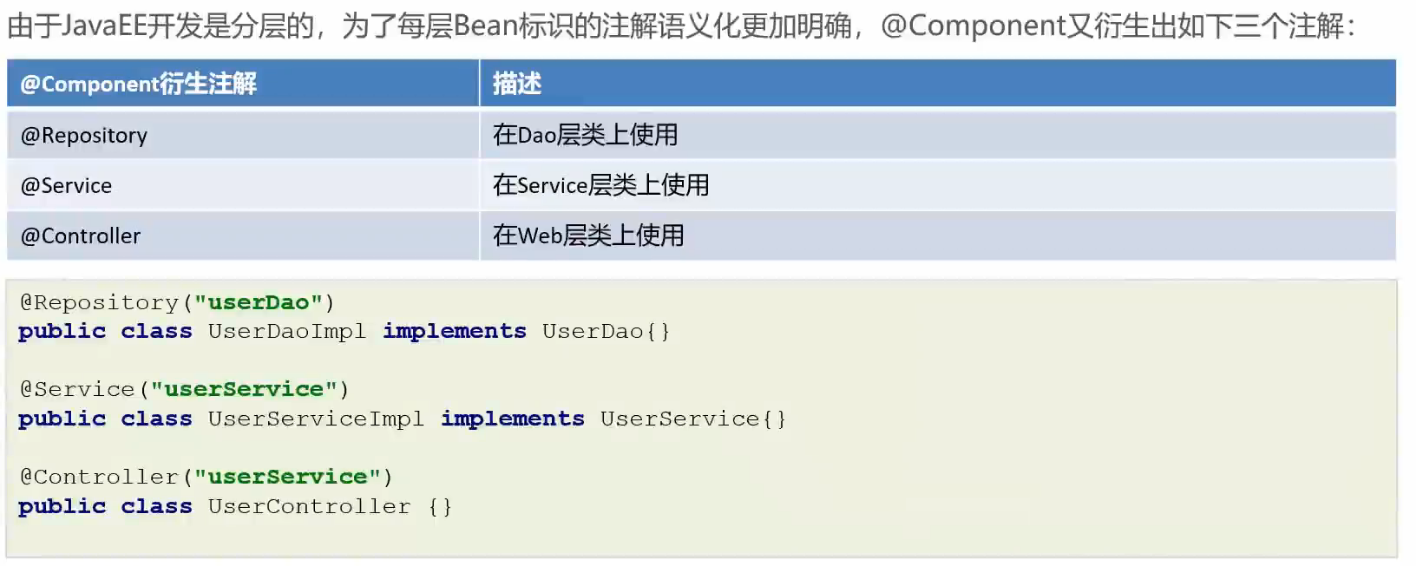 由于JavaEE开发是分层的，为了每层Bean标识的注解语义化更加明确，@Component又衍生出如下三个注解：
@Component衍生注解 描述
@Repository 在Dao层类上使用
@Service 在Service层类上使用
@Controller 在Web层类上使用
@Repository("userDao")
public class UserDaoImpl implements UserDao{}
@Service("userService")
public class UserServiceImpl implements UserService{}
@Controller("userService")
public class UserController {}